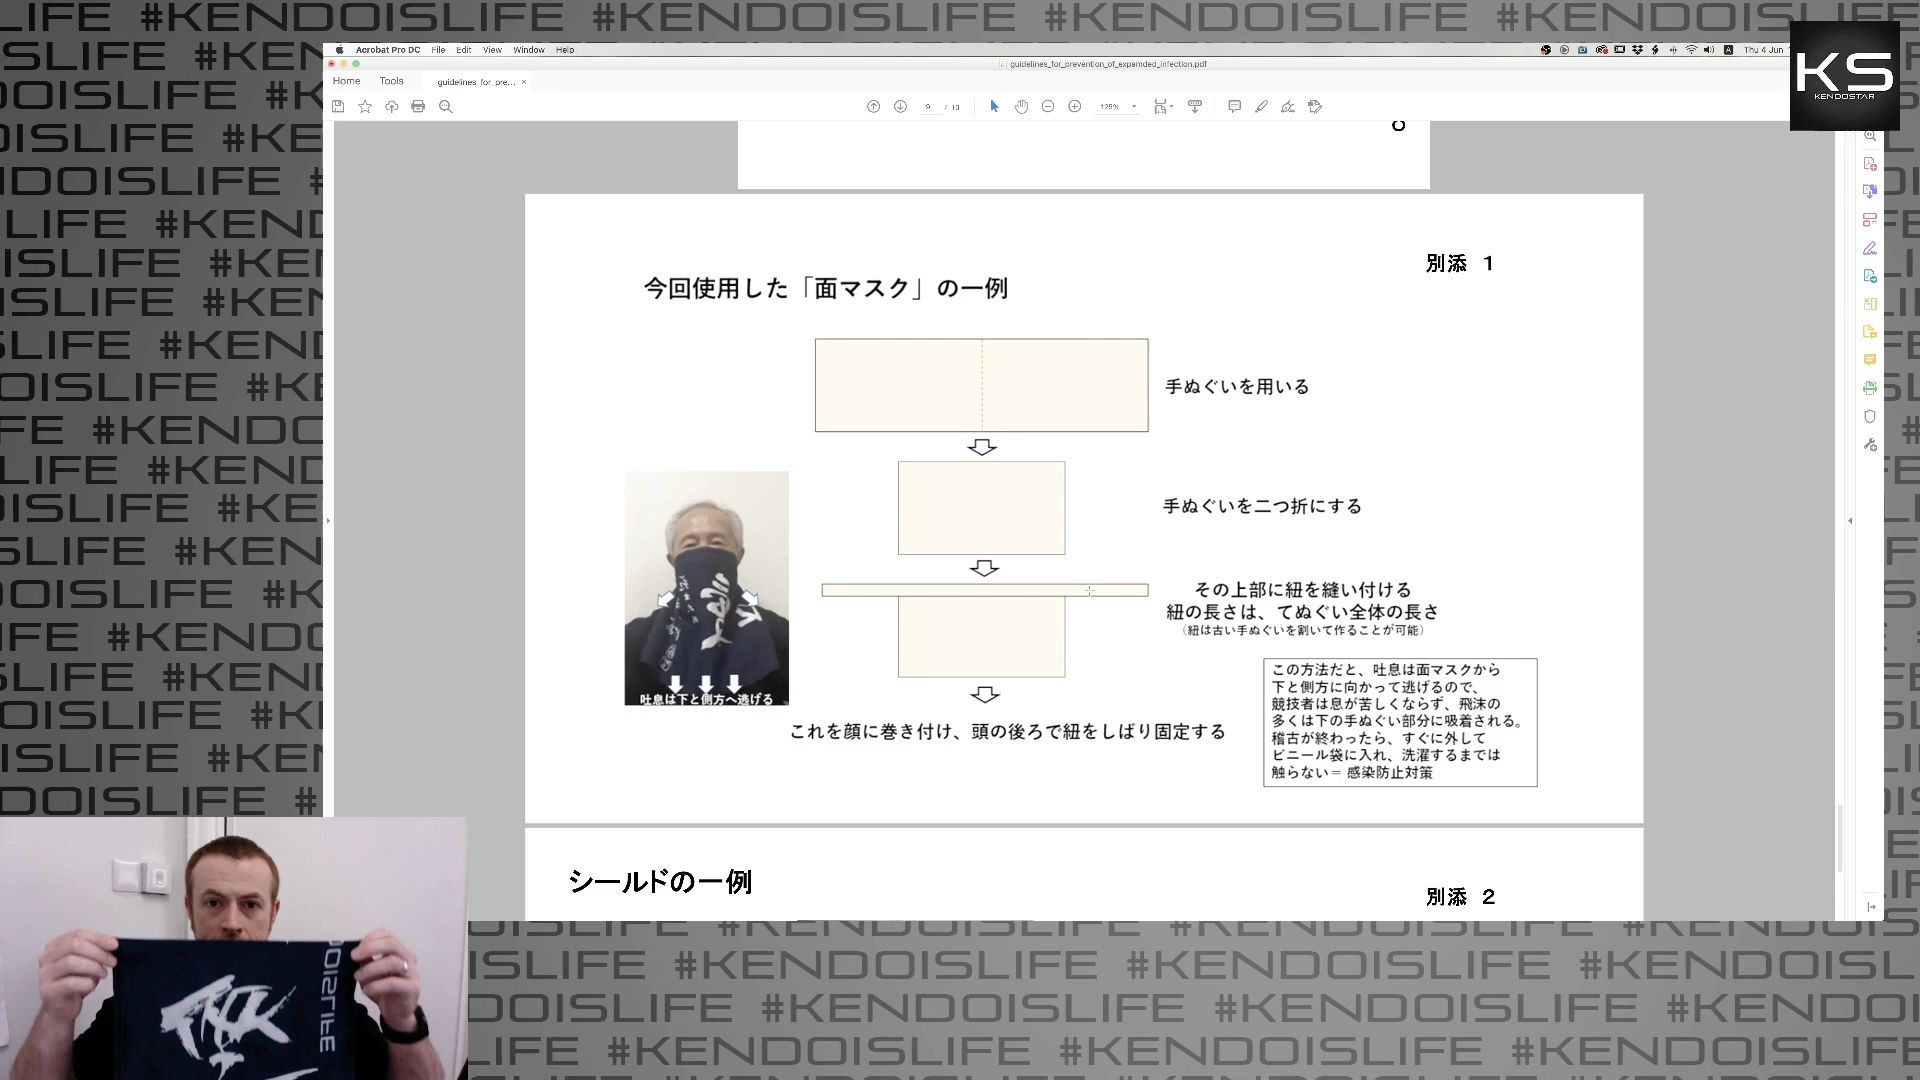 #KENDOISLIFE
KS
KENDOSTAR
Acrobat Pro DC File Edit View Window Help
Thu 4 Jun
guidelines_for_prevention_of_expamded_infection.pdf
Home Tools guidelines_for_pre... ×
9 / 13
125%
8
別添 1
今回使用した「面マスク」の一例
手ぬぐいを用いる
手ぬぐいを二つ折にする
その上部に紐を縫い付ける
紐の長さは、てぬぐい全体の長さ
(紐は古い手ぬぐいを割いて作ることが可能)
吐息は下と側方へ逃げる
これを顔に巻き付け、頭の後ろで紐をしばり固定する
この方法だと、吐息は面マスクから
下と側方に向かって逃げるので、
競技者は息が苦しくならず、飛沫の
多くは下の手ぬぐい部分に吸着される。
稽古が終わったら、すぐに外して
ビニール袋に入れ、洗濯するまでは
触らない＝ 感染防止対策
シールドの一例
別添 2
OISLIFE